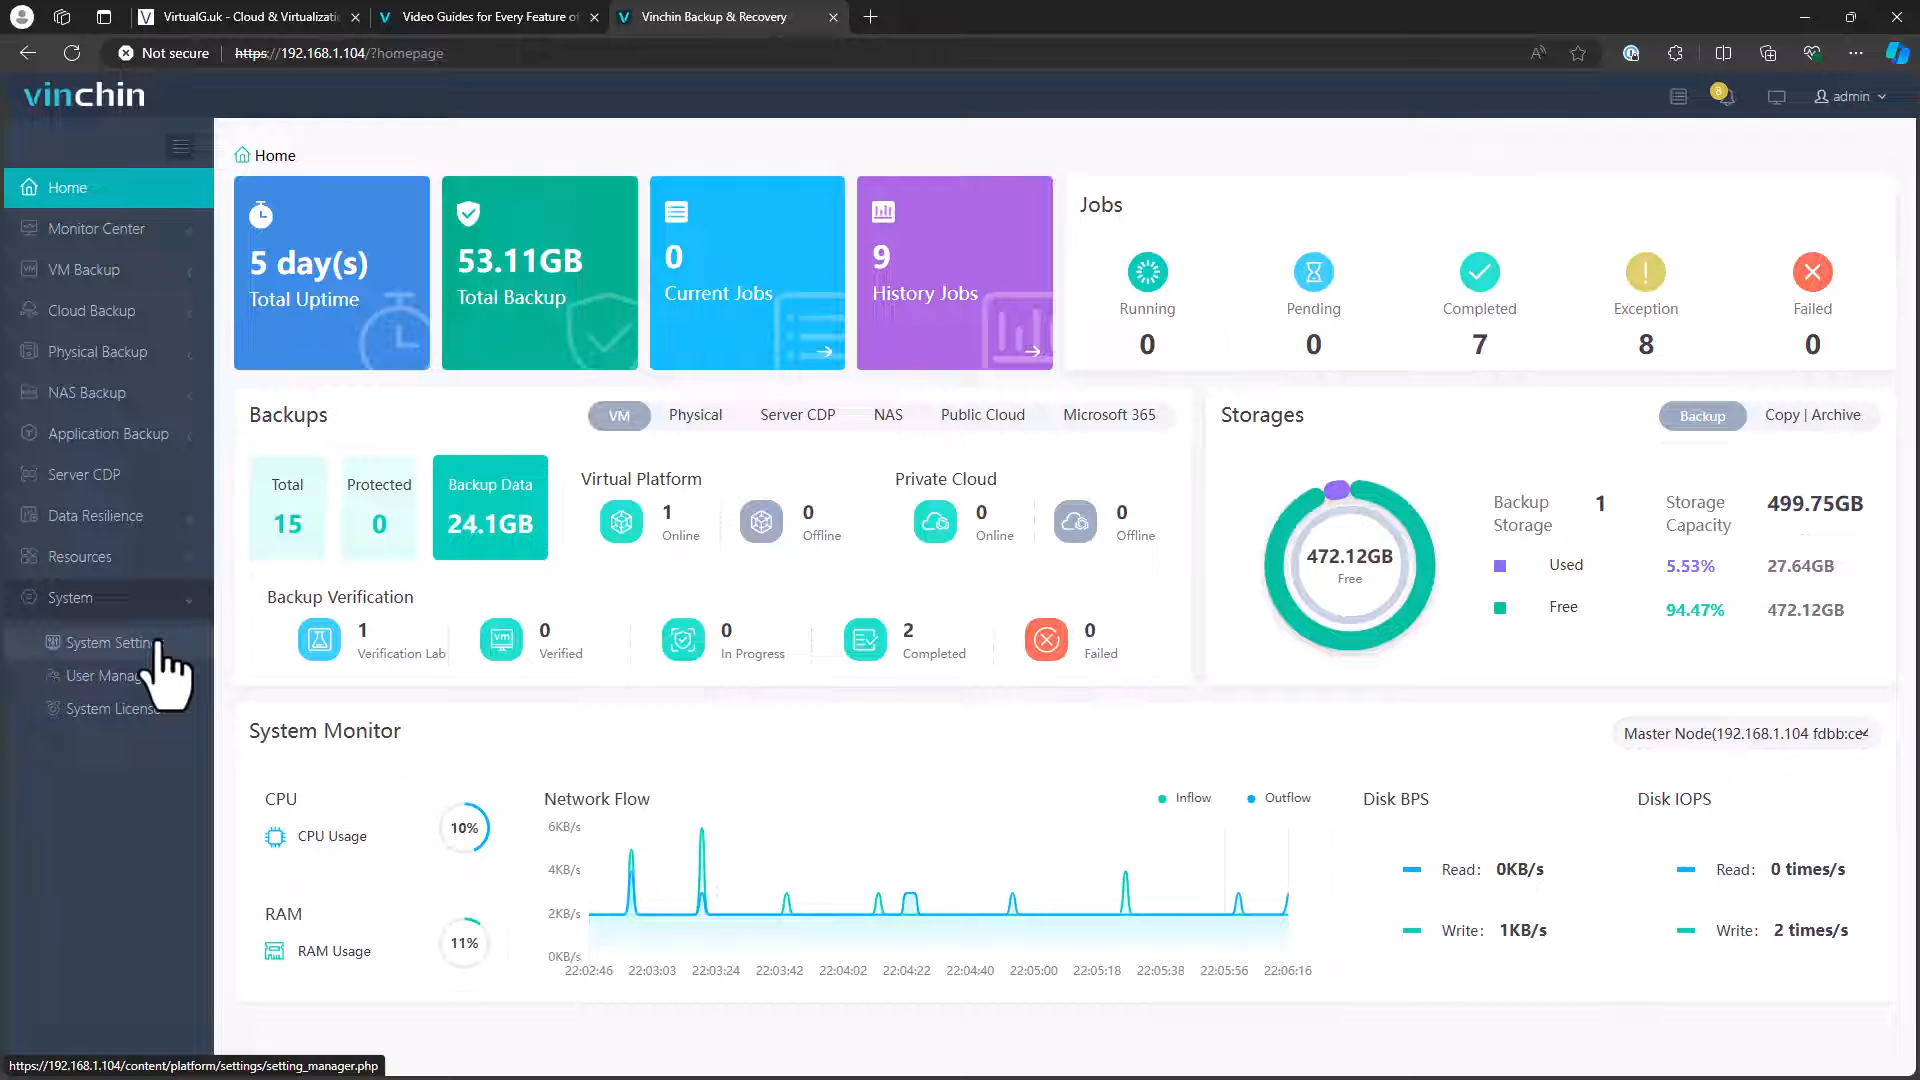 VirtualG.uk - Cloud & Virtualizati
Video Guides for Every Feature of
Vinchin Backup & Recovery
Not secure
https://192.168.1.104/?homepage
vinchin
8
admin
Home
Monitor Center
VM Backup
Cloud Backup
Physical Backup
NAS Backup
Application Backup
Server CDP
Data Resilience
Resources
System
System Setting
User Manag
System License
Home
5 day(s)
Total Uptime
53.11GB
Total Backup
0
Current Jobs
9
History Jobs
Jobs
Running
Pending
Completed
Exception
Failed
0
0
7
8
0
Backups
VM
Physical
Server CDP
NAS
Public Cloud
Microsoft 365
Total
15
Protected
0
Backup Data
24.1GB
Virtual Platform
1
Online
0
Offline
Private Cloud
0
Online
0
Offline
Backup Verification
1
Verification Lab
0
Verified
0
In Progress
2
Completed
0
Failed
Storages
Backup
Copy | Archive
472.12GB
Free
Backup Storage
1
Storage Capacity
499.75GB
Used
5.53%
27.64GB
Free
94.47%
472.12GB
System Monitor
Master Node(192.168.1.104 fdbb:ce4
CPU
CPU Usage
10%
RAM
RAM Usage
11%
Network Flow
Inflow
Outflow
6KB/s
4KB/s
2KB/s
0KB/s
22:02:46
22:03:03
22:03:24
22:03:42
22:04:02
22:04:22
22:04:40
22:05:00
22:05:18
22:05:38
22:05:56
22:06:16
Disk BPS
Read: 0KB/s
Write: 1KB/s
Disk IOPS
Read: 0 times/s
Write: 2 times/s
https://192.168.1.104/content/platform/settings/setting_manager.php